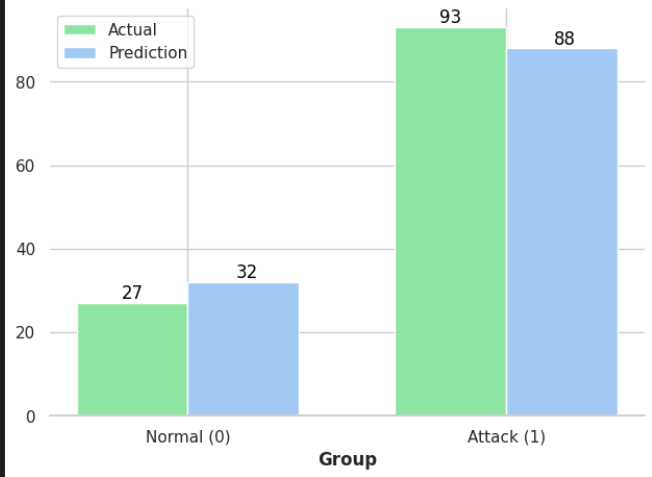 93
Actual
Prediction
88
80
60
40
32
27
20
0
Normal (0)
Attack (1)
Group